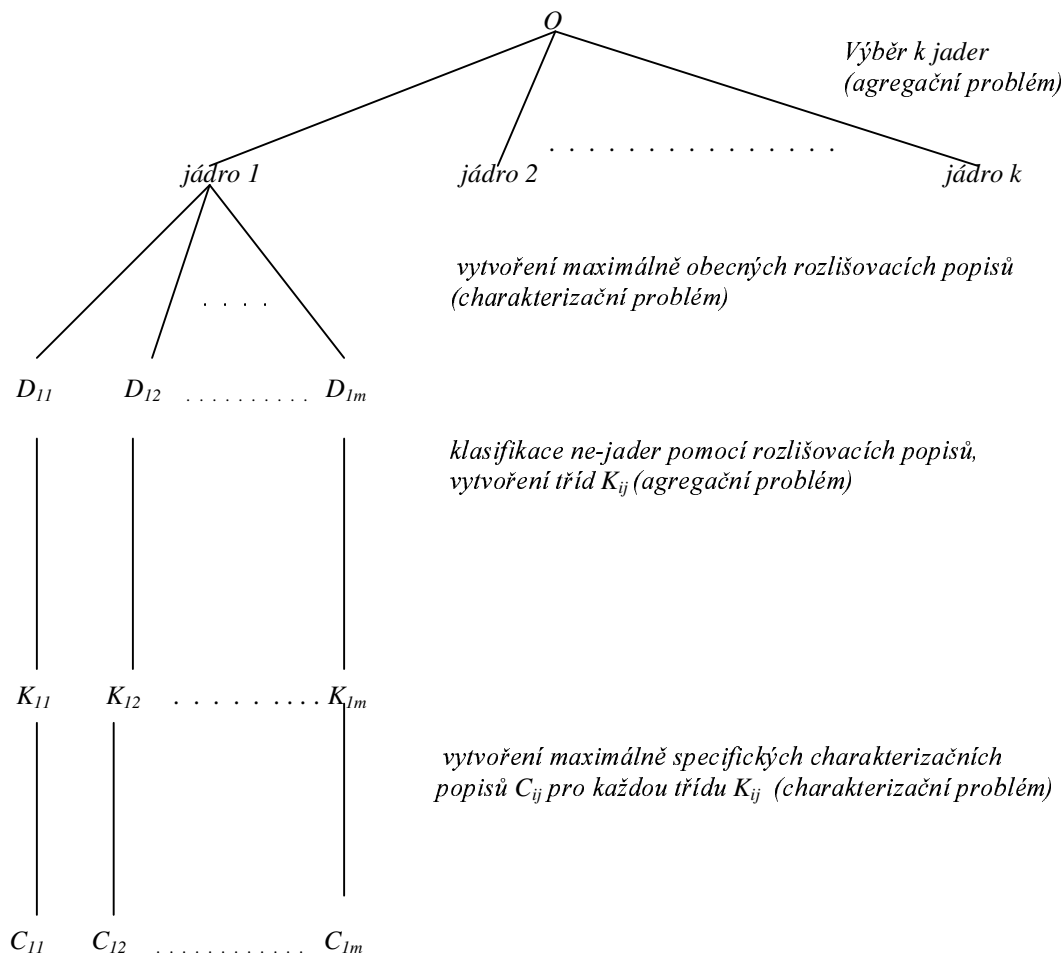 O
Výběr k jader
(agregační problém)
jádro 1 jádro 2 . . . . . . . . . . . . . . . jádro k
vytvoření maximálně obecných rozlišovacích popisů
(charakterizační problém)
. . . .
D11 D12 . . . . . . . . . . D1m
klasifikace ne-jader pomocí rozlišovacích popisů,
vytvoření tříd Kij (agregační problém)
K11 K12 . . . . . . . . . K1m
vytvoření maximálně specifických charakterizačních
popisů Cij pro každou třídu Kij (charakterizační problém)
C11 C12 . . . . . . . . . . . . C1m